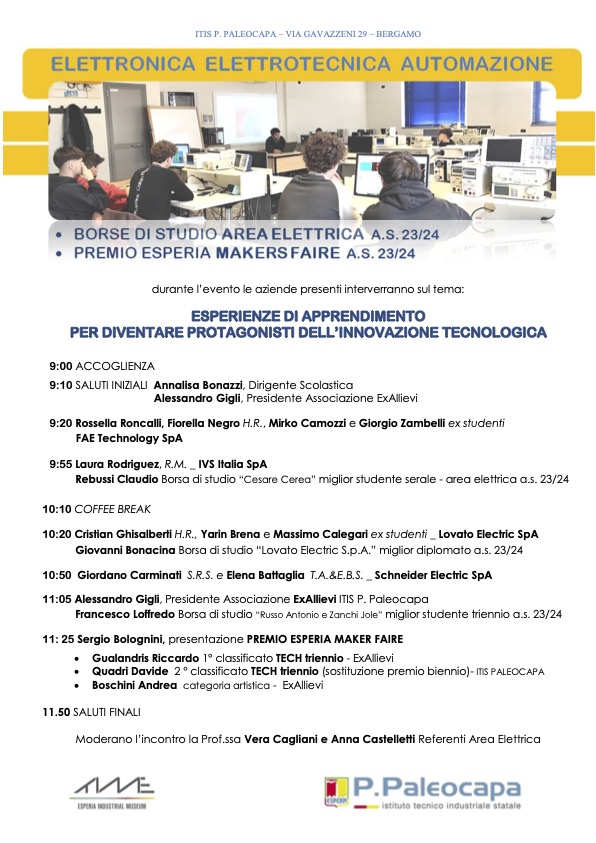 ITIS P. PALEOCAPA – VIA GAVAZZENI 29 – BERGAMO
ELETTRONICA ELETTROTECNICA AUTOMAZIONE
• BORSE DI STUDIO AREA ELETTRICA A.S. 23/24
• PREMIO ESPERIA MAKERS FAIRE A.S. 23/24
durante l'evento le aziende presenti interverranno sul tema:
ESPERIENZE DI APPRENDIMENTO
PER DIVENTARE PROTAGONISTI DELL'INNOVAZIONE TECNOLOGICA
9:00 ACCOGLIENZA
9:10 SALUTI INIZIALI Annalisa Bonazzi, Dirigente Scolastica
Alessandro Gigli, Presidente Associazione ExAllievi
9:20 Rossella Roncalli, Fiorella Negro H.R., Mirko Camozzi e Giorgio Zambelli ex studenti
FAE Technology SpA
9:55 Laura Rodriguez, R.M. _ IVS Italia SpA
Rebussi Claudio Borsa di studio "Cesare Cerea" miglior studente serale - area elettrica a.s. 23/24
10:10 COFFEE BREAK
10:20 Cristian Ghisalberti H.R., Yarin Brena e Massimo Calegari ex studenti _ Lovato Electric SpA
Giovanni Bonacina Borsa di studio "Lovato Electric S.p.A." miglior diplomato a.s. 23/24
10:50 Giordano Carminati S.R.S. e Elena Battaglia T.A.&E.B.S. _ Schneider Electric SpA
11:05 Alessandro Gigli, Presidente Associazione ExAllievi ITIS P. Paleocapa
Francesco Loffredo Borsa di studio "Russo Antonio e Zanchi Jole" miglior studente triennio a.s. 23/24
11: 25 Sergio Bolognini, presentazione PREMIO ESPERIA MAKER FAIRE
• Gualandris Riccardo 1° classificato TECH triennio - ExAllievi
• Quadri Davide 2 ° classificato TECH triennio (sostituzione premio biennio)- ITIS PALEOCAPA
• Boschini Andrea categoria artistica - ExAllievi
11.50 SALUTI FINALI
Moderano l'incontro la Prof.ssa Vera Cagliani e Anna Castelletti Referenti Area Elettrica
ESPERIA INDUSTRIAL MUSEUM
ESPERIA
P.Paleocapa
istituto tecnico industriale statale